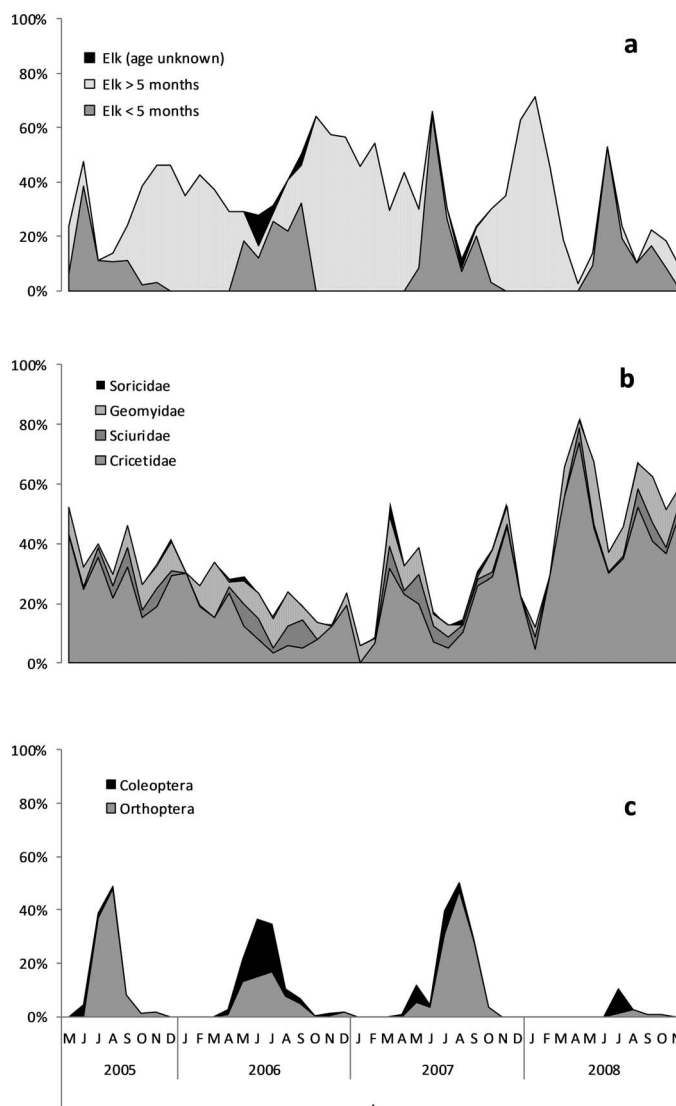 100%
a
Elk (age unknown)
80%
Elk > 5 months
Elk < 5 months
60%
40%
20%
0%
100%
b
Soricidae
Geomyidae
80%
Sciuridae
Cricetidae
60%
40%
20%
0%
100%
c
Coleoptera
80%
Orthoptera
60%
40%
20%
0%
M J J A S O N D J F M A M J J A S O N D J F M A M J J A S O N D J F M A M J J A S O N
2005 2006 2007 2008